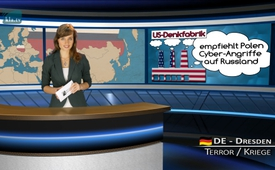 US-Denkfabrik
empfiehlt Polen
Cyber-Angriffe
auf Russland
DE - Dresden
Terror / Kriege